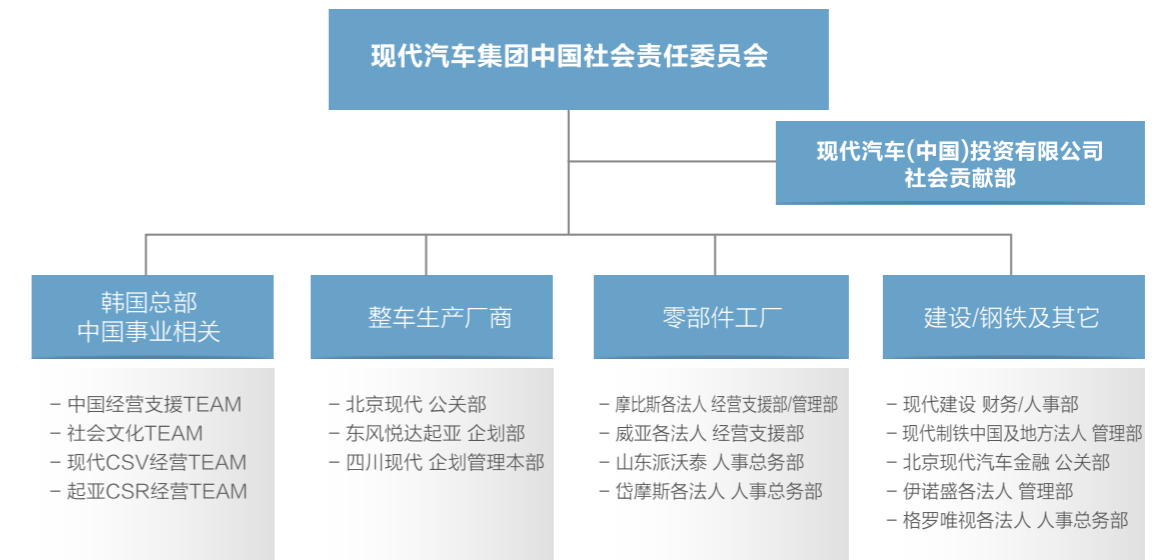 现代汽车集团中国社会责任委员会
现代汽车(中国)投资有限公司
社会贡献部
韩国总部
中国事业相关
- 中国经营支援TEAM
- 社会文化TEAM
- 现代CSV经营TEAM
- 起亚CSR经营TEAM
整车生产厂商
- 北京现代 公关部
- 东风悦达起亚 企划部
- 四川现代 企划管理本部
零部件工厂
- 摩比斯各法人 经营支援部/管理部
- 威亚各法人 经营支援部
- 山东派沃泰 人事总务部
- 岱摩斯各法人 人事总务部
建设/钢铁及其它
- 现代建设 财务/人事部
- 现代制铁中国及地方法人 管理部
- 北京现代汽车金融 公关部
- 伊诺盛各法人 管理部
- 格罗唯视各法人 人事总务部